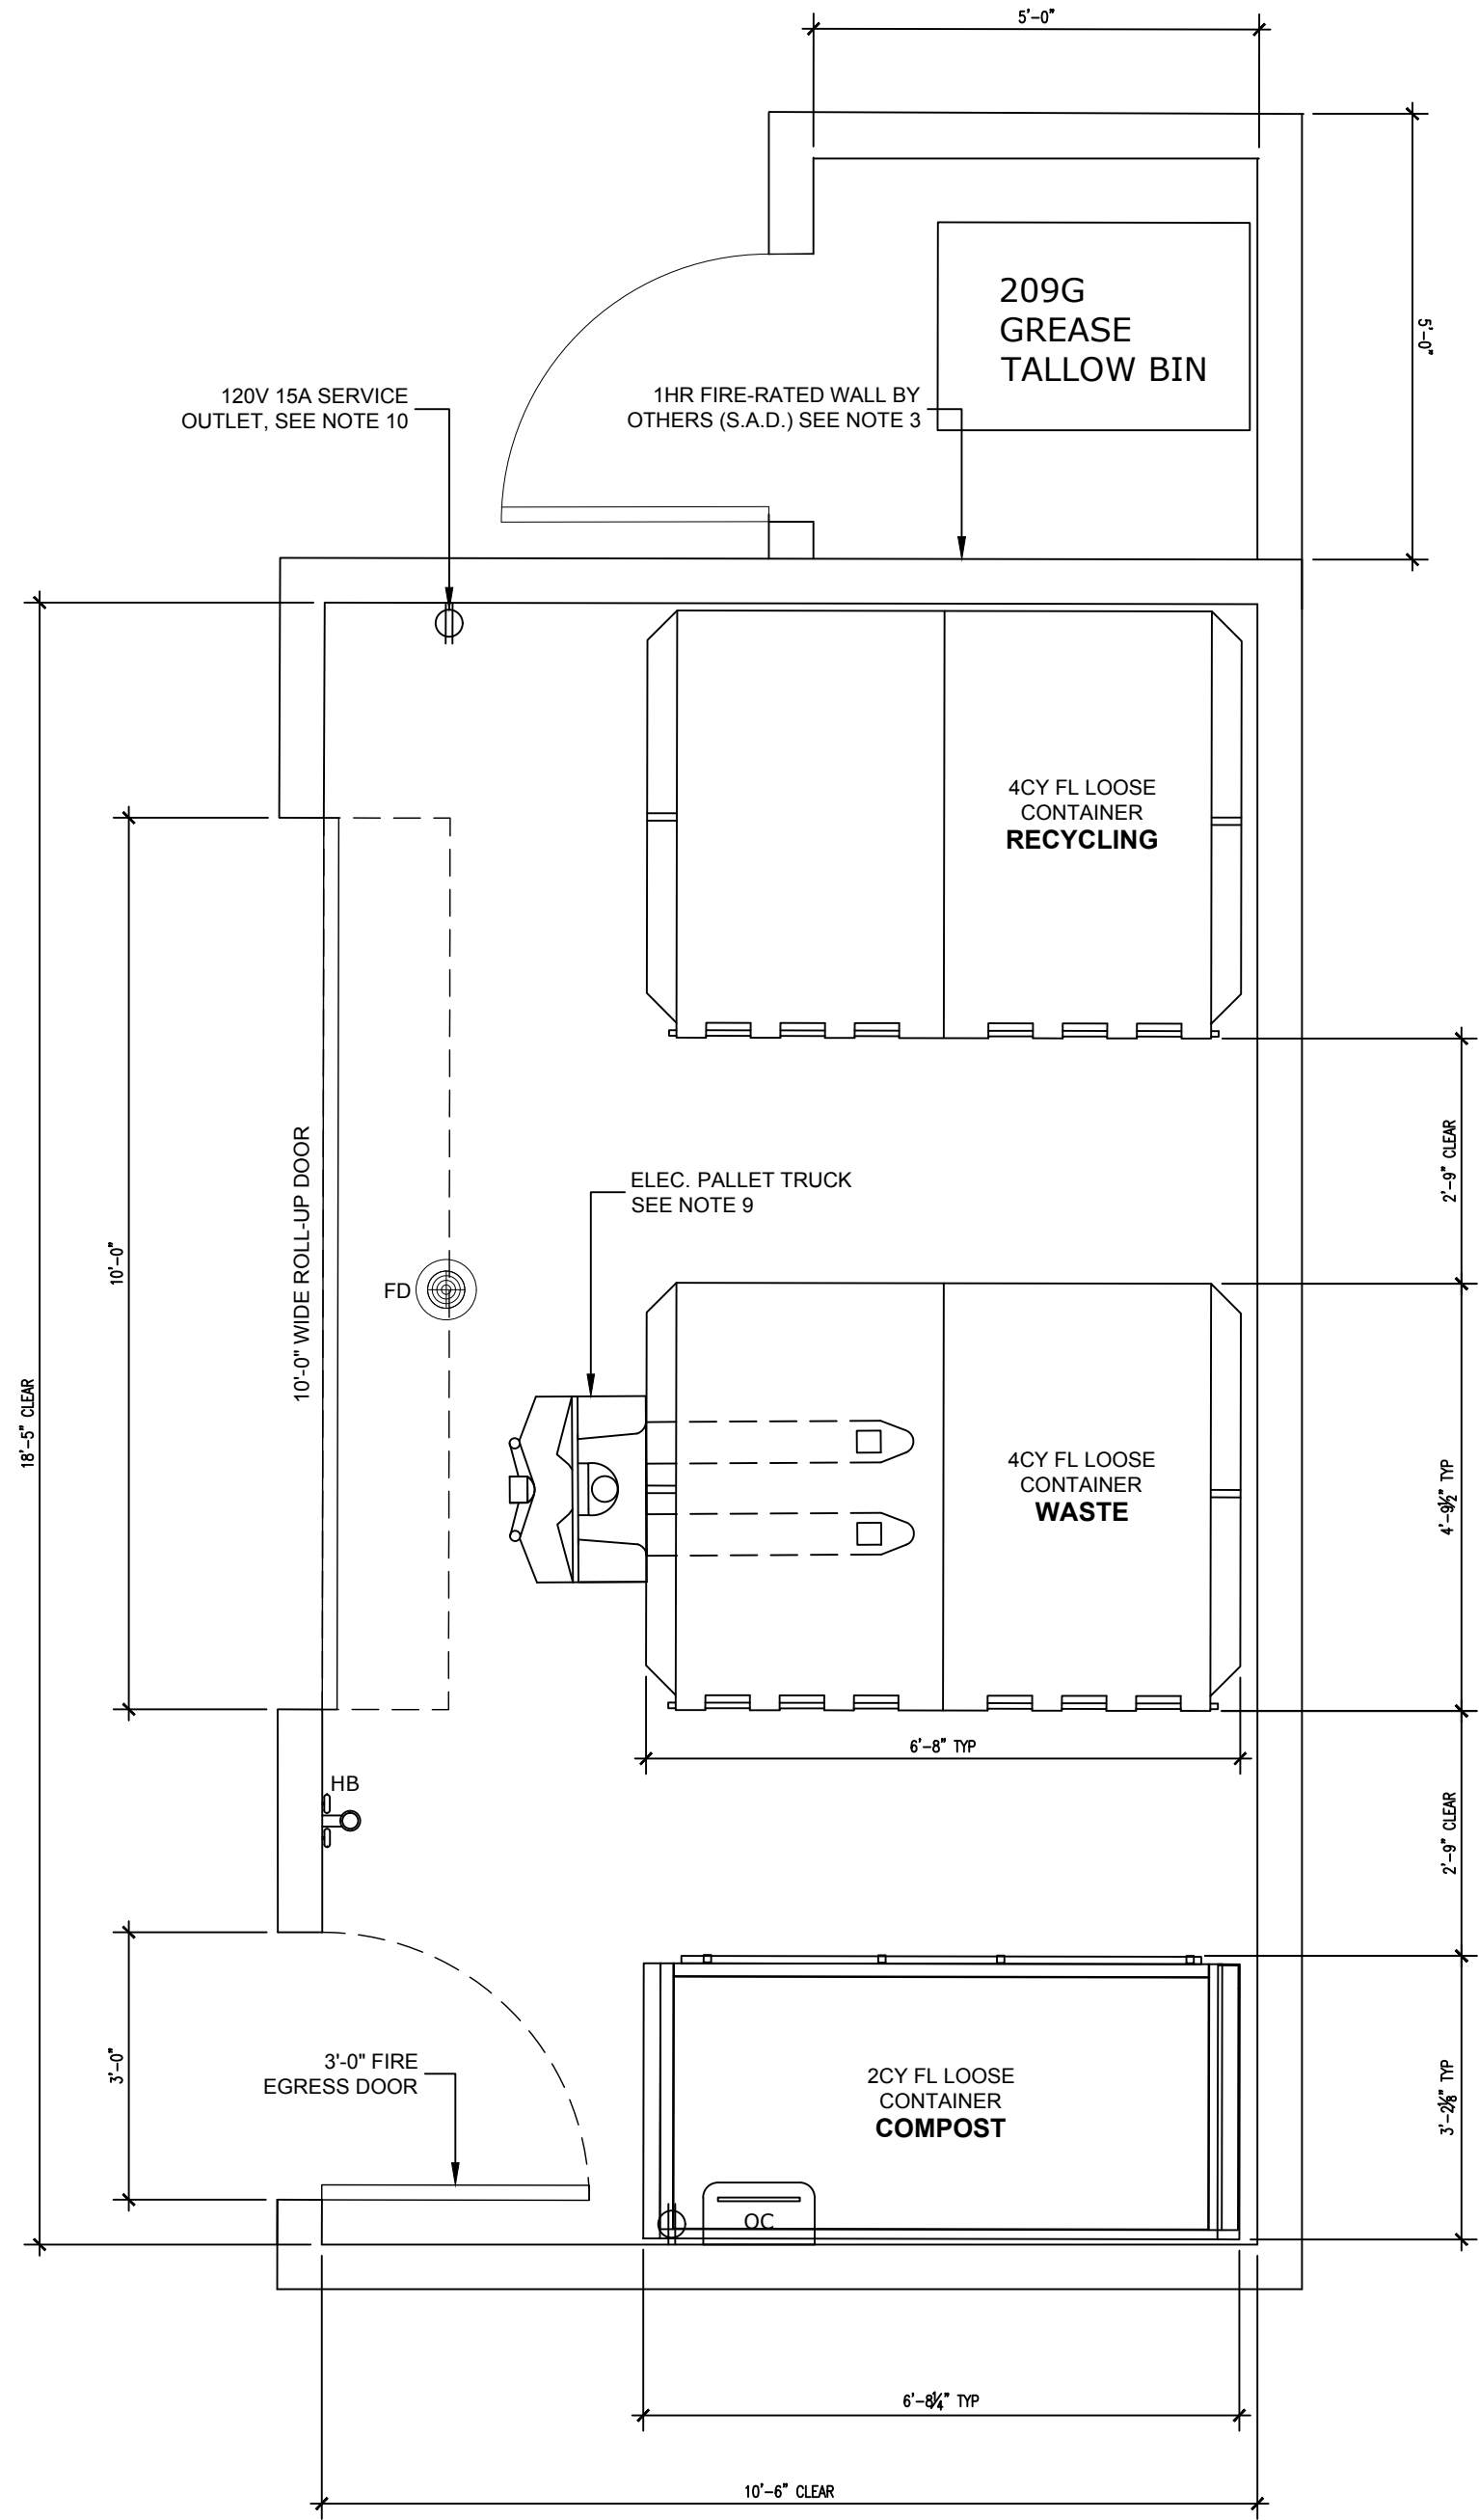 5'-0"
209G
GREASE
TALLOW BIN
5'-0"
120V 15A SERVICE
OUTLET, SEE NOTE 10
1HR FIRE-RATED WALL BY
OTHERS (S.A.D.) SEE NOTE 3
4CY FL LOOSE
CONTAINER
RECYCLING
2'-9" CLEAR
10'-0" WIDE ROLL-UP DOOR
ELEC. PALLET TRUCK
SEE NOTE 9
10'-0"
FD
18'-5" CLEAR
4CY FL LOOSE
CONTAINER
WASTE
4'-9½" TYP
6'-8" TYP
HB
2'-9" CLEAR
3'-0"
3'-0" FIRE
EGRESS DOOR
2CY FL LOOSE
CONTAINER
COMPOST
3'-2⅛" TYP
OC
6'-8¼" TYP
10'-6" CLEAR